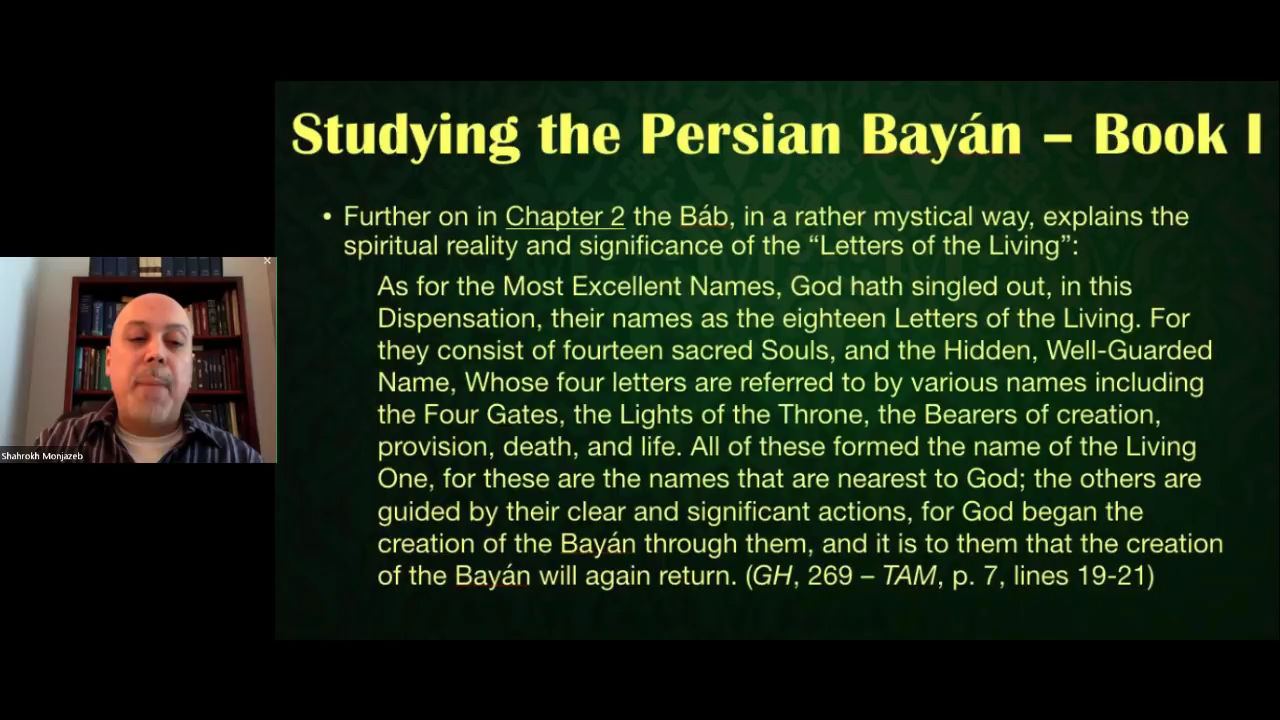 Studying the Persian Bayán – Book I
• Further on in Chapter 2 the Báb, in a rather mystical way, explains the
spiritual reality and significance of the “Letters of the Living”:
As for the Most Excellent Names, God hath singled out, in this
Dispensation, their names as the eighteen Letters of the Living. For
they consist of fourteen sacred Souls, and the Hidden, Well-Guarded
Name, Whose four letters are referred to by various names including
the Four Gates, the Lights of the Throne, the Bearers of creation,
provision, death, and life. All of these formed the name of the Living
One, for these are the names that are nearest to God; the others are
guided by their clear and significant actions, for God began the
creation of the Bayán through them, and it is to them that the creation
of the Bayán will again return. (GH, 269 – TAM, p. 7, lines 19-21)
Shahrokh Monjazeb